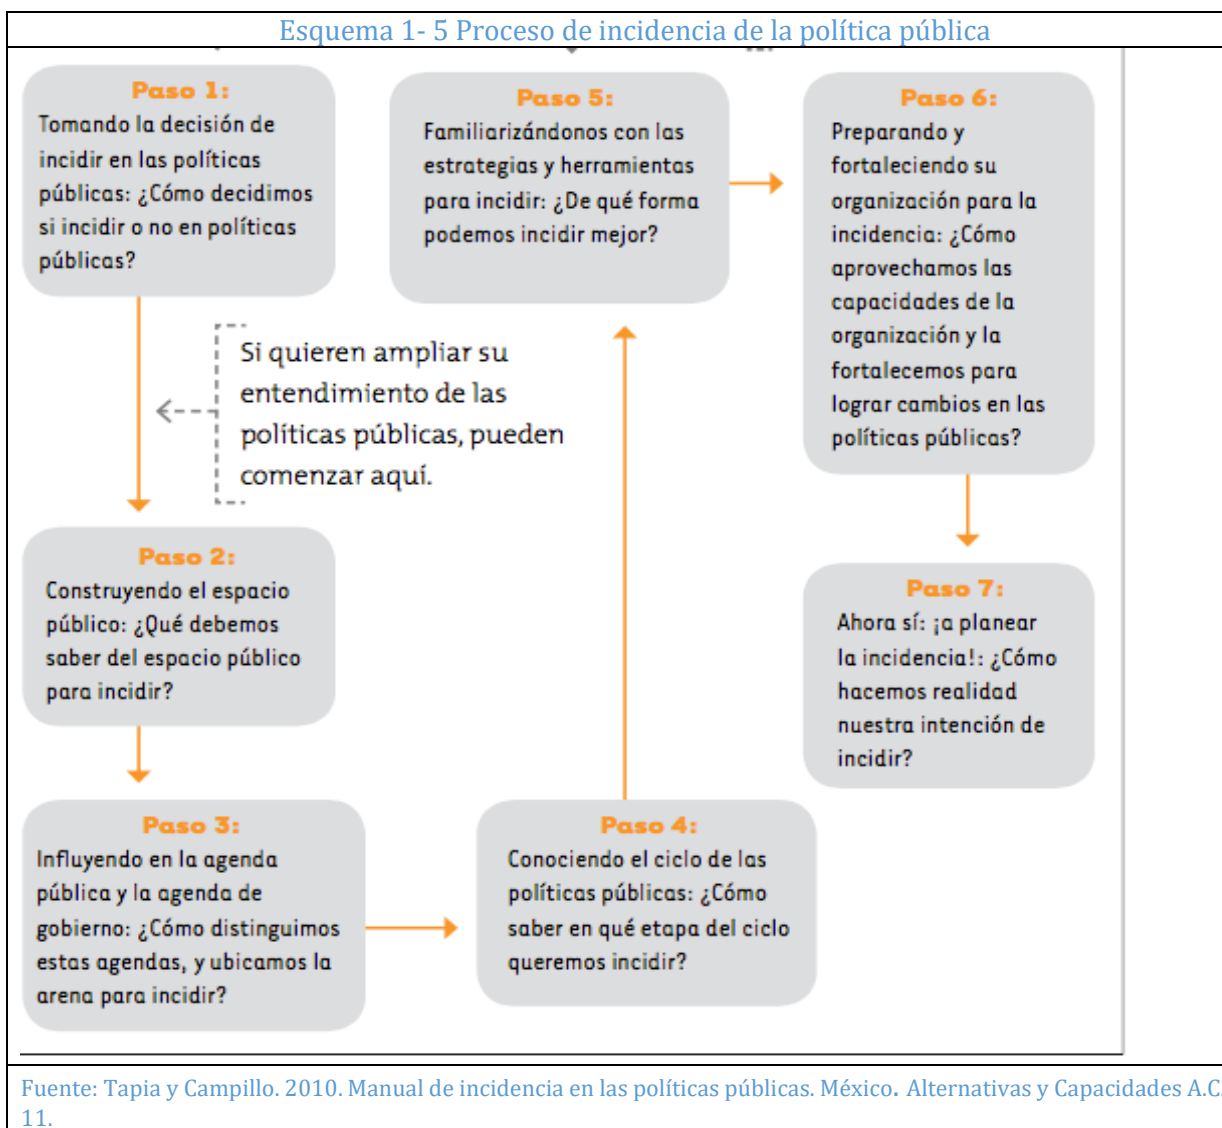 Esquema 1- 5 Proceso de incidencia de la política pública
Paso 1:
Tomando la decisión de
incidir en las políticas
públicas: ¿Cómo decidimos
si incidir o no en políticas
públicas?
Si quieren ampliar su
entendimiento de las
políticas públicas, pueden
comenzar aquí.
Paso 2:
Construyendo el espacio
público: ¿Qué debemos
saber del espacio público
para incidir?
Paso 3:
Influyendo en la agenda
pública y la agenda de
gobierno: ¿Cómo distinguimos
estas agendas, y ubicamos la
arena para incidir?
Paso 4:
Conociendo el ciclo de las
políticas públicas: ¿Cómo
saber en qué etapa del ciclo
queremos incidir?
Paso 5:
Familiarizándonos con las
estrategias y herramientas
para incidir: ¿De qué forma
podemos incidir mejor?
Paso 6:
Preparando y
fortaleciendo su
organización para la
incidencia: ¿Cómo
aprovechamos las
capacidades de la
organización y la
fortalecemos para
lograr cambios en las
políticas públicas?
Paso 7:
Ahora sí: ¡a planear
la incidencia!: ¿Cómo
hacemos realidad
nuestra intención de
incidir?
Fuente: Tapia y Campillo. 2010. Manual de incidencia en las políticas públicas. México. Alternativas y Capacidades A.C.
11.